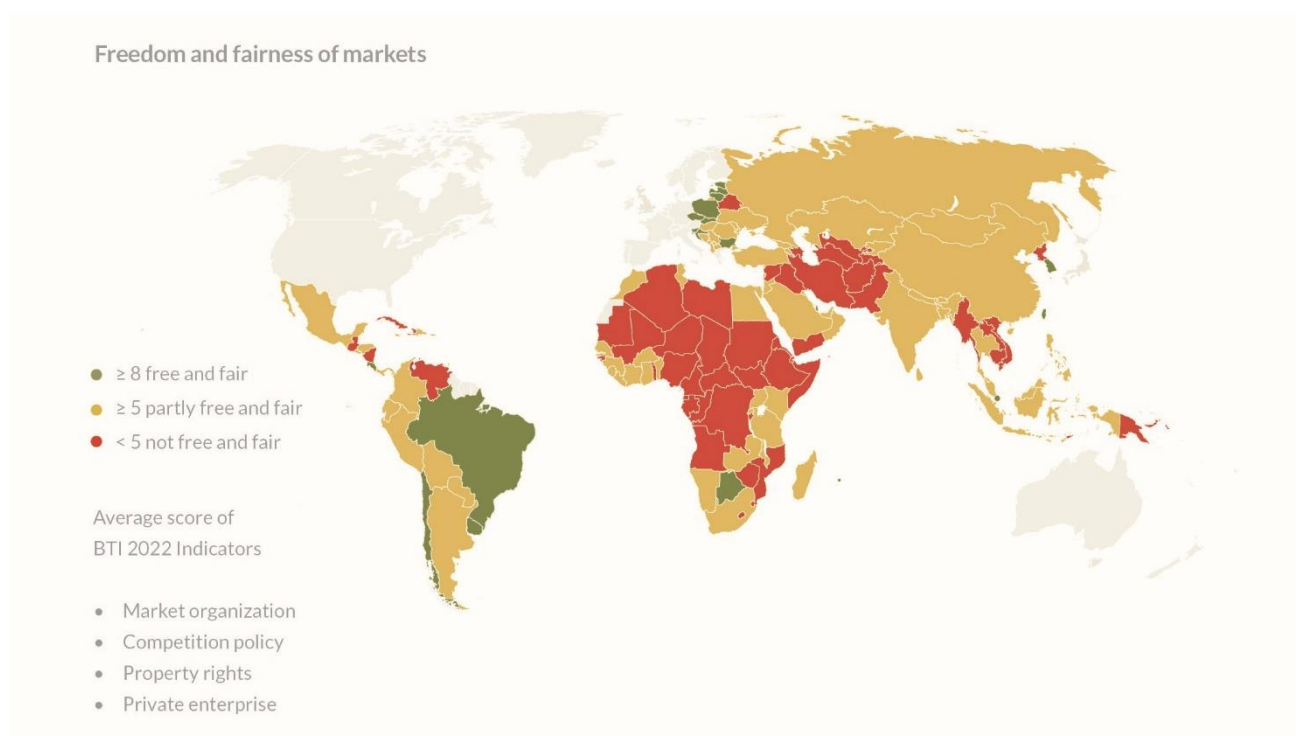 Freedom and fairness of markets
≥ 8 free and fair
≥ 5 partly free and fair
< 5 not free and fair
Average score of
BTI 2022 Indicators
• Market organization
• Competition policy
• Property rights
• Private enterprise